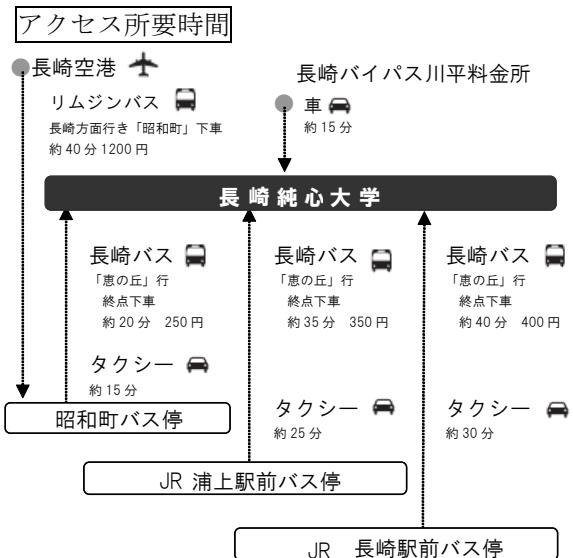 アクセス所要時間
長崎空港
リムジンバス
長崎方面行き「昭和町」下車
約40分1200円
長崎バイパス川平料金所
車
約15分
長崎純心大学
長崎バス
「恵の丘」行
終点下車
約20分 250円
タクシー
約15分
昭和町バス停
長崎バス
「恵の丘」行
終点下車
約35分 350円
タクシー
約25分
JR 浦上駅前バス停
長崎バス
「恵の丘」行
終点下車
約40分 400円
タクシー
約30分
JR 長崎駅前バス停